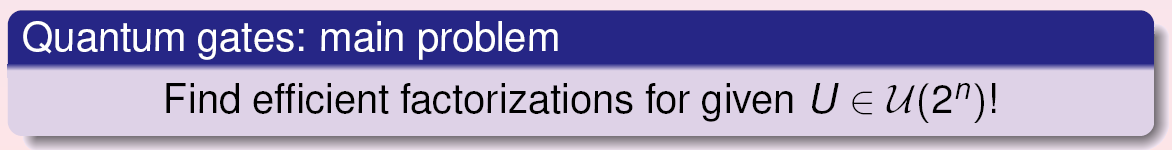 Quantum gates: main problem
Find efficient factorizations for given U ∈ 𝒰(2ⁿ)!